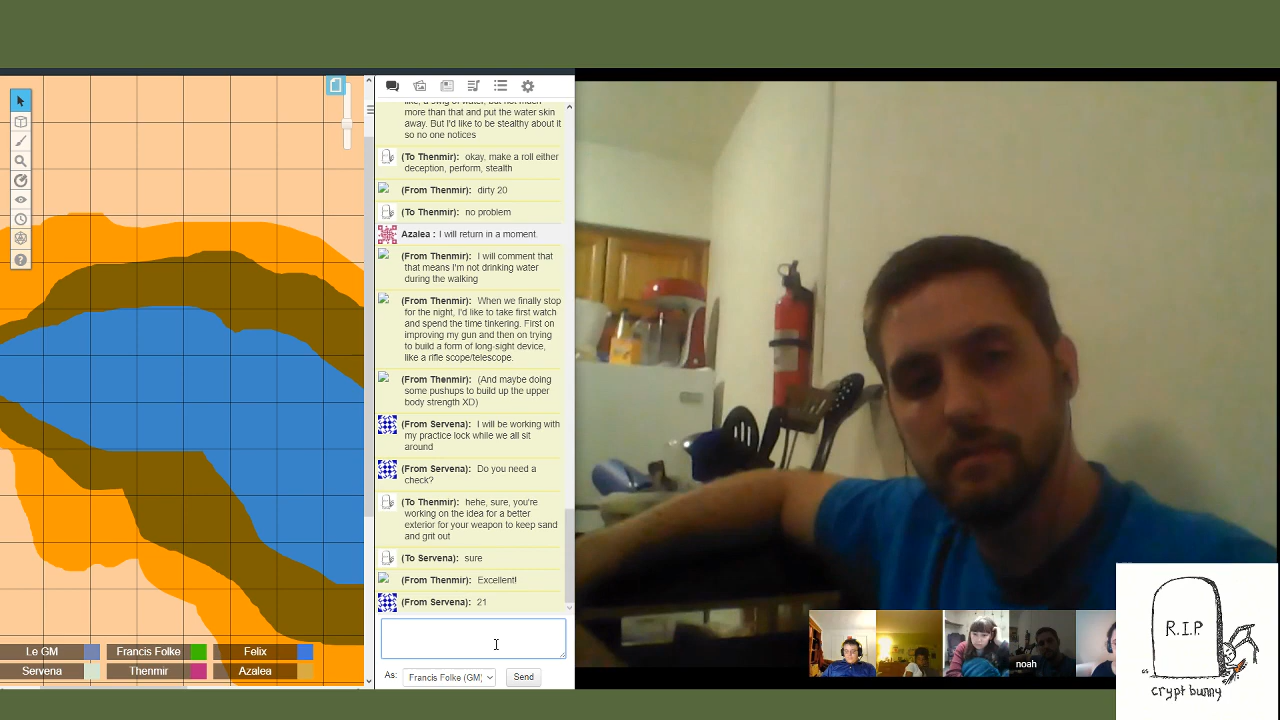 like, a swig of water, but not much
more than that and put the water skin
away. But I'd like to be stealthy about it
so no one notices
(To Thenmir): okay, make a roll either
deception, perform, stealth
(From Thenmir): dirty 20
(To Thenmir): no problem
Azalea : I will return in a moment.
(From Thenmir): I will comment that
that means I'm not drinking water
during the walking
(From Thenmir): When we finally stop
for the night, I'd like to take first watch
and spend the time tinkering. First on
improving my gun and then on trying
to build a form of long-sight device,
like a rifle scope/telescope.
(From Thenmir): (And maybe doing
some pushups to build up the upper
body strength XD)
(From Servena): I will be working with
my practice lock while we all sit
around
(From Servena): Do you need a
check?
(To Thenmir): hehe, sure, you're
working on the idea for a better
exterior for your weapon to keep sand
and grit out
(To Servena): sure
(From Thenmir): Excellent!
(From Servena): 21
As: Francis Folke (GM) Send
Le GM Francis Folke Felix
Servena Thenmir Azalea
noah
R.I.P.
crypt bunny